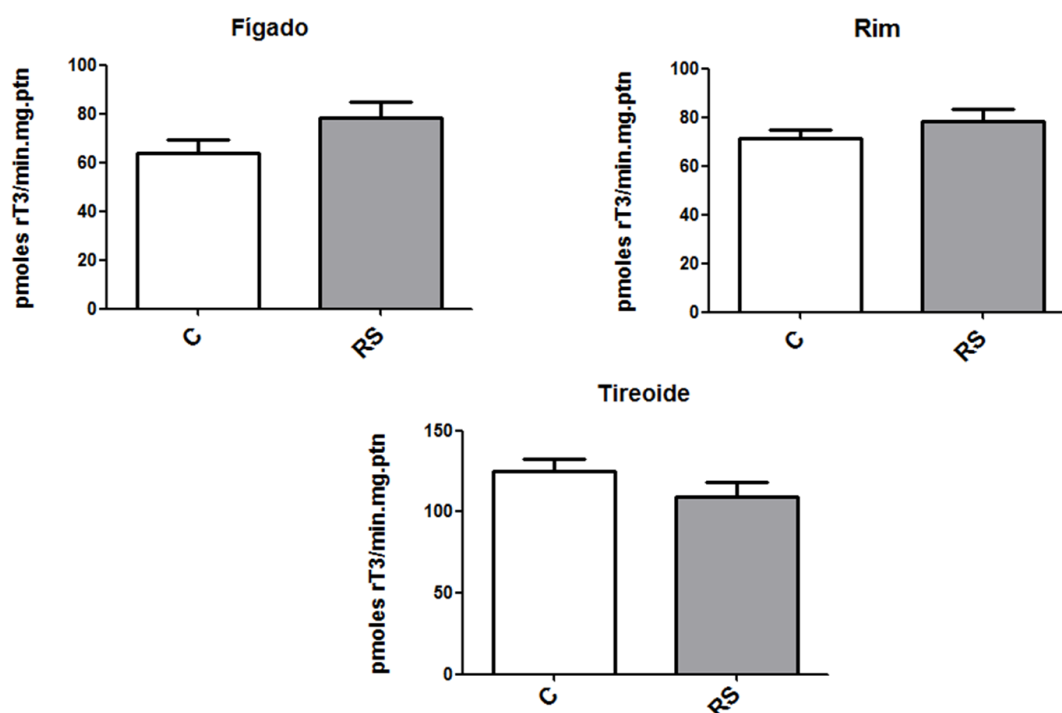 Fígado
pmoles rT3/min.mg.ptn
100
80
60
40
20
0
C
RS
Rim
pmoles rT3/min.mg.ptn
100
80
60
40
20
0
C
RS
Tireoide
pmoles rT3/min.mg.ptn
150
100
50
0
C
RS